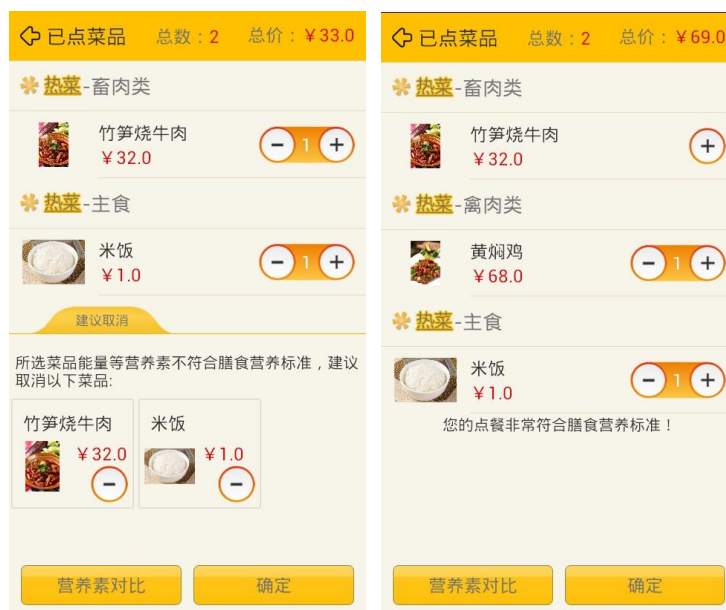 已点菜品 总数：2 总价：￥33.0
热菜-畜肉类
竹笋烧牛肉
￥32.0
1
热菜-主食
米饭
￥1.0
1
建议取消
所选菜品能量等营养素不符合膳食营养标准，建议
取消以下菜品:
竹笋烧牛肉
￥32.0
米饭
￥1.0
营养素对比
确定
已点菜品 总数：2 总价：￥69.0
热菜-畜肉类
竹笋烧牛肉
￥32.0
热菜-禽肉类
黄焖鸡
￥68.0
1
热菜-主食
米饭
￥1.0
1
您的点餐非常符合膳食营养标准！
营养素对比
确定